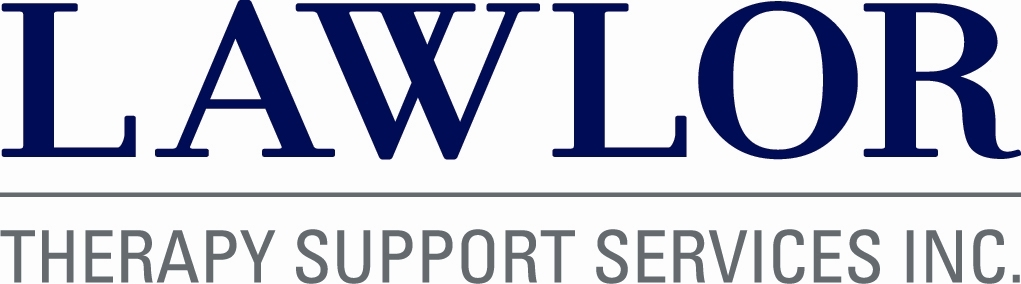 LAWLOR
THERAPY SUPPORT SERVICES INC.